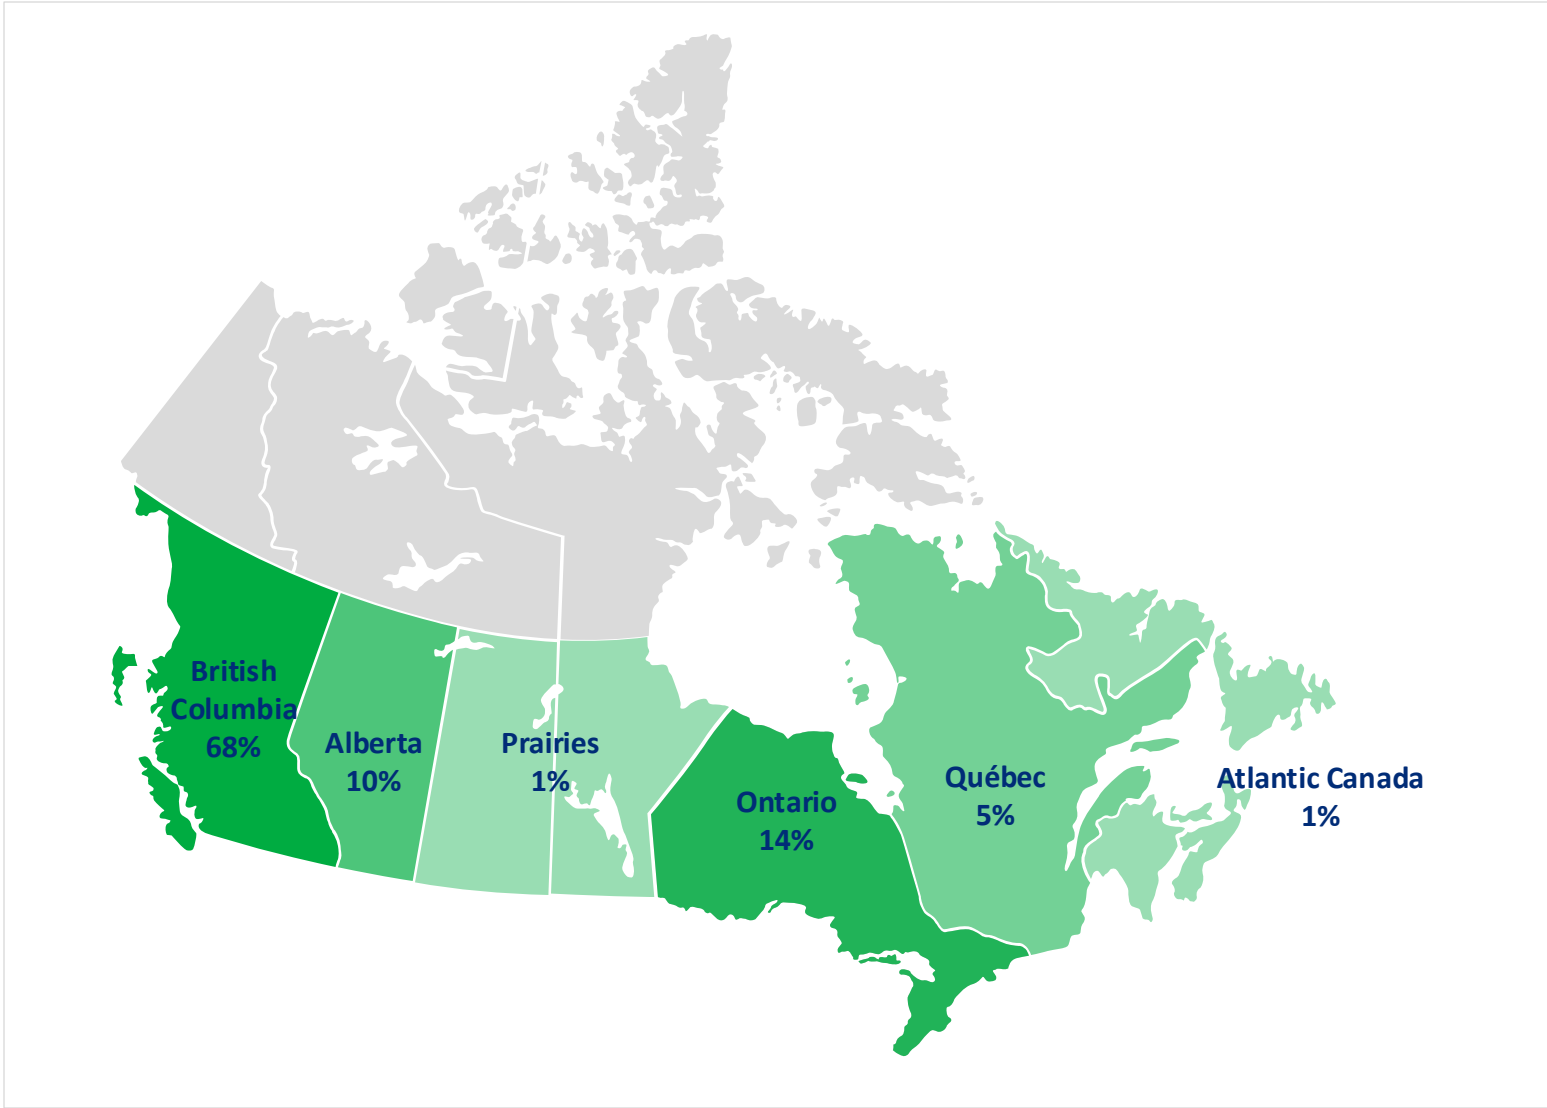 British
Columbia
68%
Alberta
10%
Prairies
1%
Ontario
14%
Québec
5%
Atlantic Canada
1%